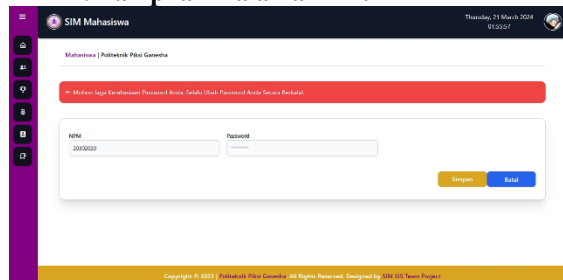 SIM Mahasiswa
Thursday, 21 March 2024
01:55:57
Mahasiswa | Politeknik Piksi Ganesha
Mohon Jaga Kerahasiaan Password Anda, Selalu Ubah Password Anda Secara Berkala!.
NPM
Password
20302020
Simpan
Batal
Copyright © 2023 | Politeknik Piksi Ganesha. All Rights Reserved. Designed by SIM DS Team Project